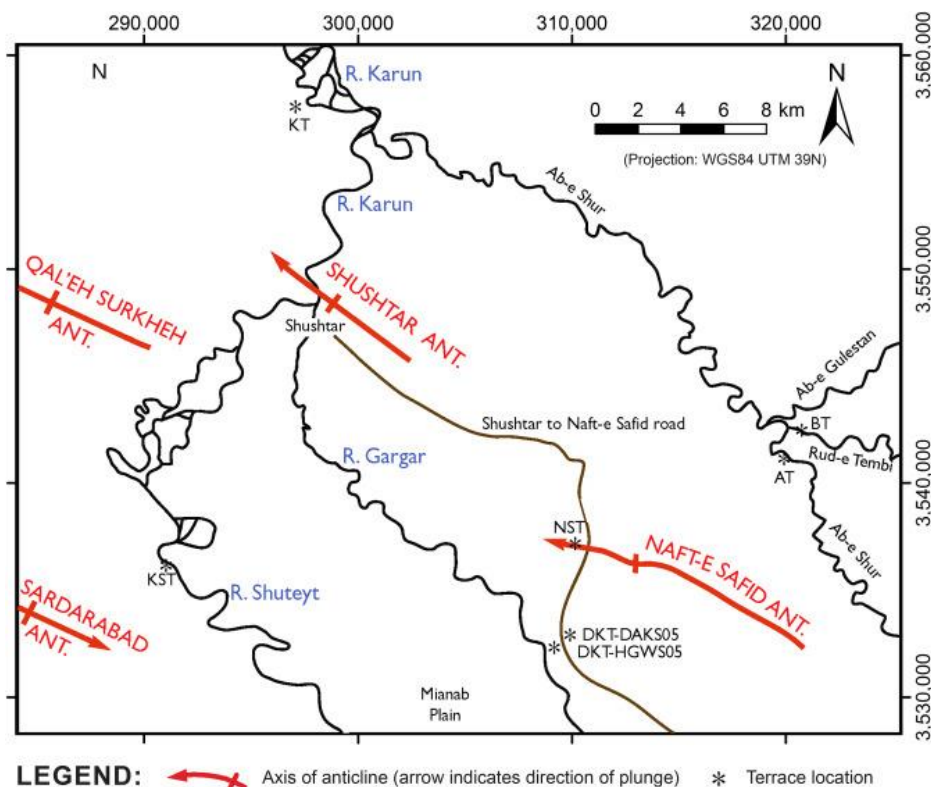 290,000
300,000
310,000
320,000
3.560.000
3.550.000
3.540.000
3.530.000
N
R. Karun
KT
0 2 4 6 8 km
(Projection: WGS84 UTM 39N)
N
R. Karun
Ab-e Shur
QAL'EH SURKHEH
ANT.
SHUSHTAR ANT.
Shushtar
Ab-e Gulestan
BT
Rud-e Tembi
AT
Shushtar to Naft-e Safid road
R. Gargar
NST
NAFT-E SAFID ANT.
Ab-e Shur
KST
R. Shuteyt
SARDARABAD
ANT.
DKT-DAKS05
DKT-HGWS05
Mianab
Plain
LEGEND:
Axis of anticline (arrow indicates direction of plunge)
* Terrace location